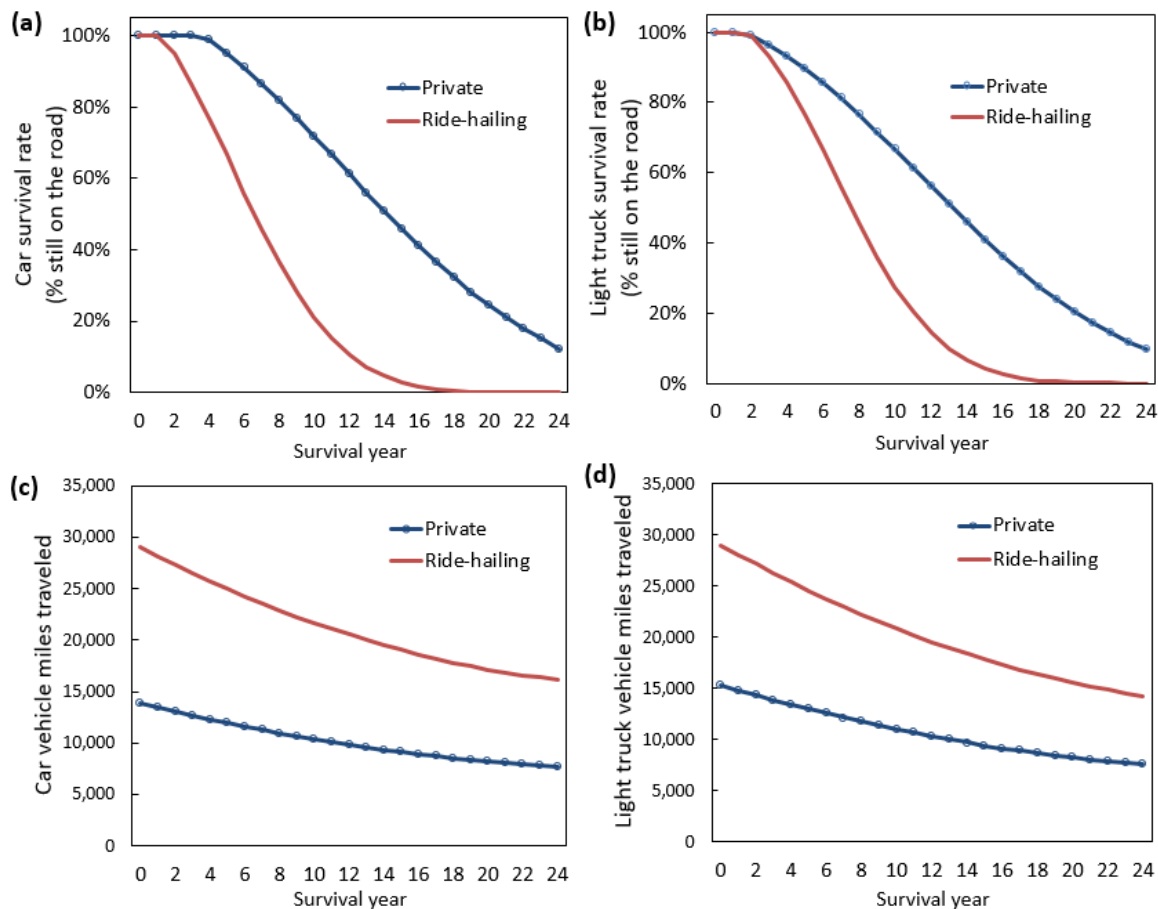 (a)
Car survival rate
(% still on the road)
100%
80%
60%
40%
20%
0%
Private
Ride-hailing
0 2 4 6 8 10 12 14 16 18 20 22 24
Survival year
(b)
Light truck survival rate
(% still on the road)
100%
80%
60%
40%
20%
0%
Private
Ride-hailing
0 2 4 6 8 10 12 14 16 18 20 22 24
Survival year
(c)
Car vehicle miles traveled
35,000
30,000
25,000
20,000
15,000
10,000
5,000
0
Private
Ride-hailing
0 2 4 6 8 10 12 14 16 18 20 22 24
Survival year
(d)
Light truck vehicle miles traveled
35,000
30,000
25,000
20,000
15,000
10,000
5,000
0
Private
Ride-hailing
0 2 4 6 8 10 12 14 16 18 20 22 24
Survival year